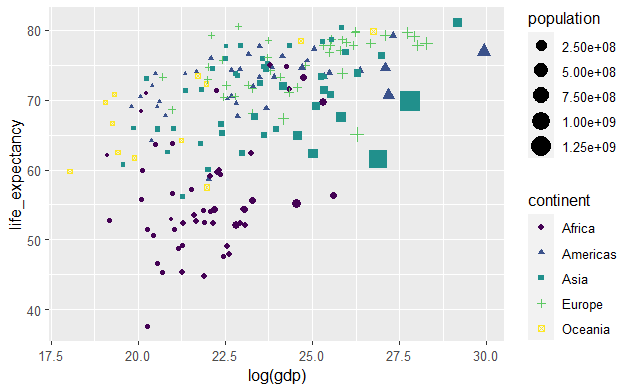 life_expectancy
80
70
60
50
40
17.5 20.0 22.5 25.0 27.5 30.0
log(gdp)
population
2.50e+08
5.00e+08
7.50e+08
1.00e+09
1.25e+09
continent
Africa
Americas
Asia
Europe
Oceania